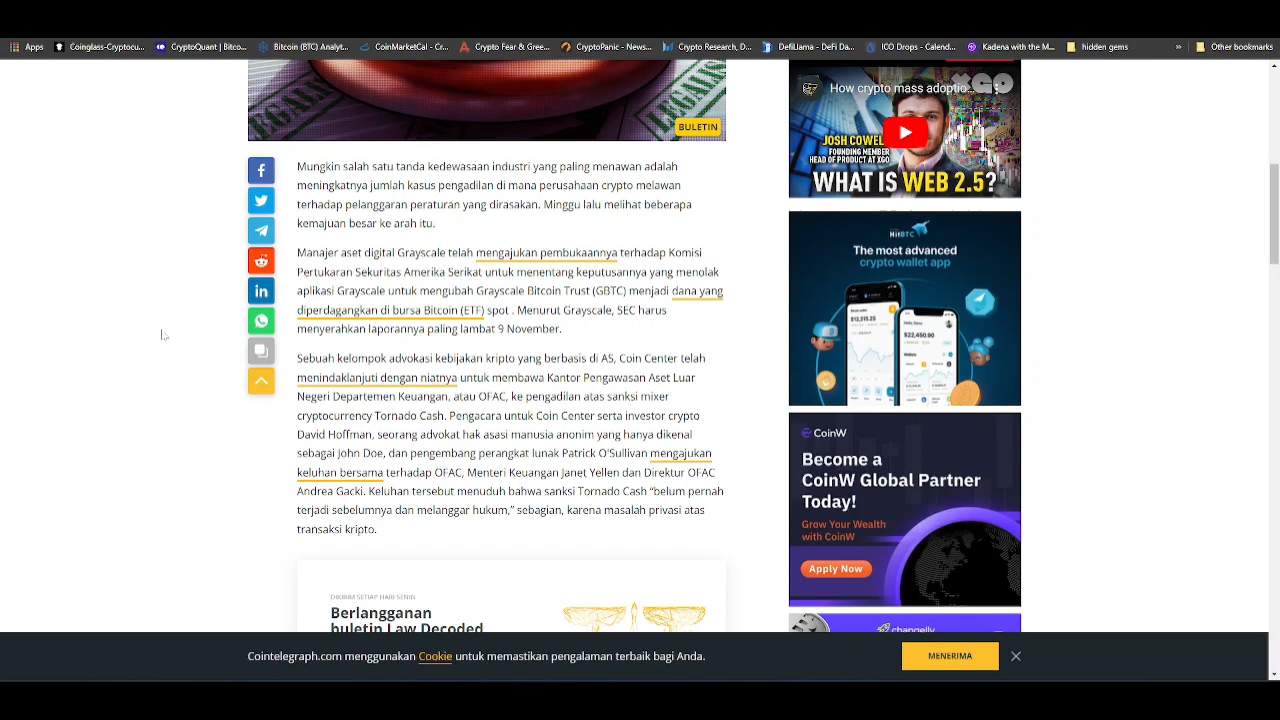 Apps
Coinglass-Cryptocu...
CryptoQuant | Bitco...
Bitcoin (BTC) Analyt...
CoinMarketCal - Cr...
Crypto Fear & Gree...
CryptoPanic - News...
Crypto Research, D...
DefiLlama - DeFi Da...
ICO Drops - Calend...
Kadena with the M...
hidden gems
»
Other bookmarks
BULETIN
Mungkin salah satu tanda kedewasaan industri yang paling menawan adalah
meningkatnya jumlah kasus pengadilan di mana perusahaan crypto melawan
terhadap pelanggaran peraturan yang dirasakan. Minggu lalu melihat beberapa
kemajuan besar ke arah itu.
Manajer aset digital Grayscale telah mengajukan pembukaannya terhadap Komisi
Pertukaran Sekuritas Amerika Serikat untuk menentang keputusannya yang menolak
aplikasi Grayscale untuk mengubah Grayscale Bitcoin Trust (GBTC) menjadi dana yang
diperdagangkan di bursa Bitcoin (ETF) spot . Menurut Grayscale, SEC harus
menyerahkan laporannya paling lambat 9 November.
Sebuah kelompok advokasi kebijakan kripto yang berbasis di AS, Coin Center telah
menindaklanjuti dengan niatnya untuk membawa Kantor Pengawasan Aset Luar
Negeri Departemen Keuangan, atau OFAC, ke pengadilan atas sanksi mixer
cryptocurrency Tornado Cash. Pengacara untuk Coin Center serta investor crypto
David Hoffman, seorang advokat hak asasi manusia anonim yang hanya dikenal
sebagai John Doe, dan pengembang perangkat lunak Patrick O'Sullivan mengajukan
keluhan bersama terhadap OFAC, Menteri Keuangan Janet Yellen dan Direktur OFAC
Andrea Gacki. Keluhan tersebut menuduh bahwa sanksi Tornado Cash “belum pernah
terjadi sebelumnya dan melanggar hukum,” sebagian, karena masalah privasi atas
transaksi kripto.
DIKIRIM SETIAP HARI SENIN
Berlangganan
buletin Law Decoded
How crypto mass adoptio...
XGO
JOSH COWELL
FOUNDING MEMBER
HEAD OF PRODUCT AT XGO
WHAT IS WEB 2.5?
HitBTC
The most advanced
crypto wallet app
$12,315.25
$22,450.90
CoinW
Become a
CoinW Global Partner
Today!
Grow Your Wealth
with CoinW
Apply Now
changelly
Cointelegraph.com menggunakan Cookie untuk memastikan pengalaman terbaik bagi Anda.
MENERIMA